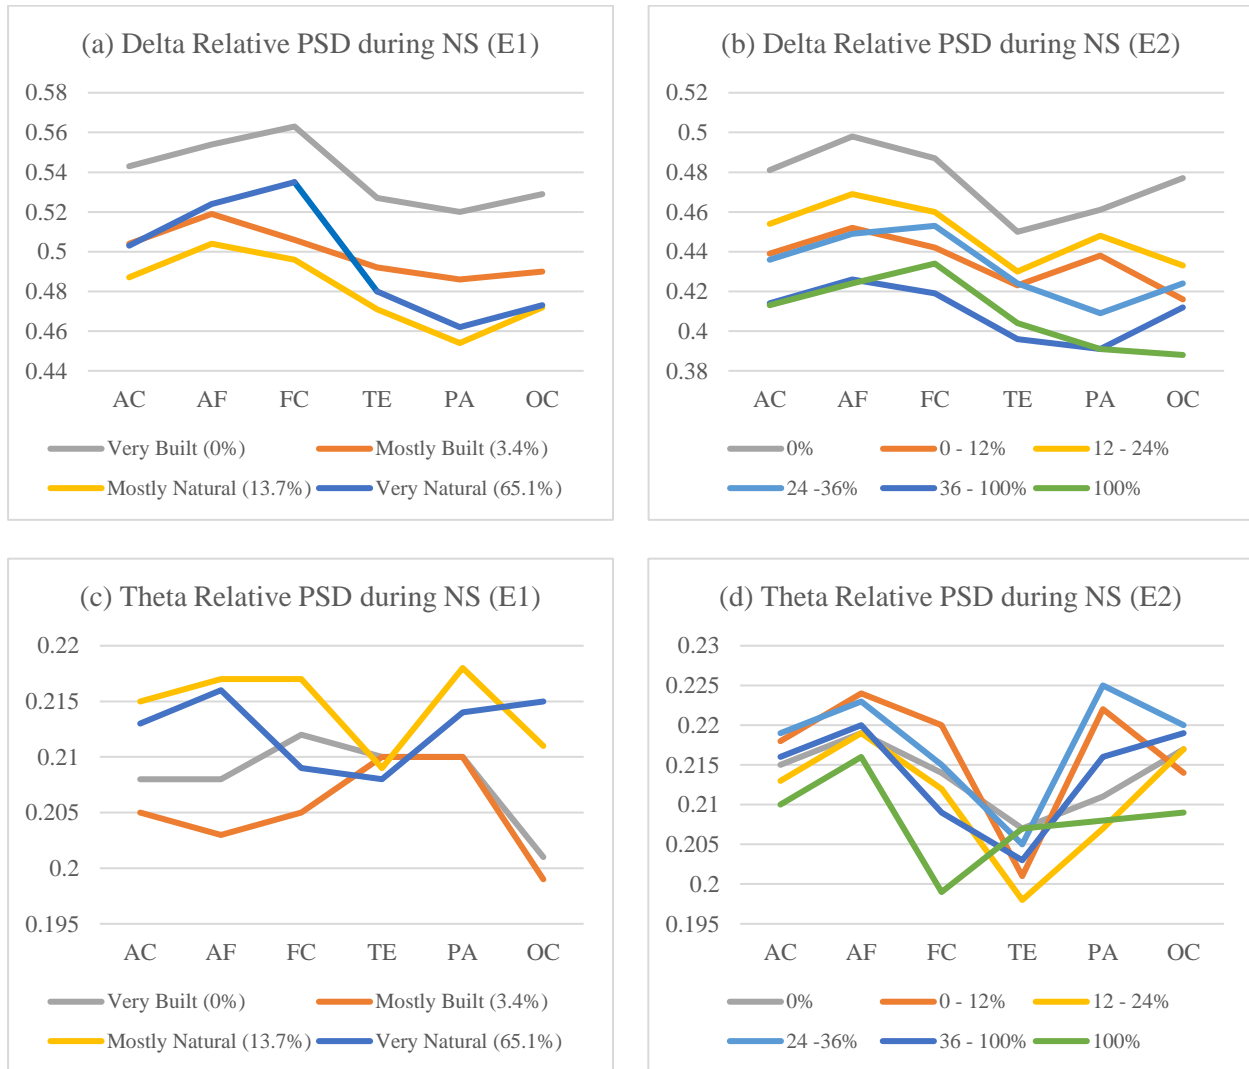 (a) Delta Relative PSD during NS (E1)
0.58
0.56
0.54
0.52
0.5
0.48
0.46
0.44
AC AF FC TE PA OC
Very Built (0%) Mostly Built (3.4%)
Mostly Natural (13.7%) Very Natural (65.1%)
(b) Delta Relative PSD during NS (E2)
0.52
0.5
0.48
0.46
0.44
0.42
0.4
0.38
AC AF FC TE PA OC
0% 0 - 12% 12 - 24%
24 -36% 36 - 100% 100%
(c) Theta Relative PSD during NS (E1)
0.22
0.215
0.21
0.205
0.2
0.195
AC AF FC TE PA OC
Very Built (0%) Mostly Built (3.4%)
Mostly Natural (13.7%) Very Natural (65.1%)
(d) Theta Relative PSD during NS (E2)
0.23
0.225
0.22
0.215
0.21
0.205
0.2
0.195
AC AF FC TE PA OC
0% 0 - 12% 12 - 24%
24 -36% 36 - 100% 100%